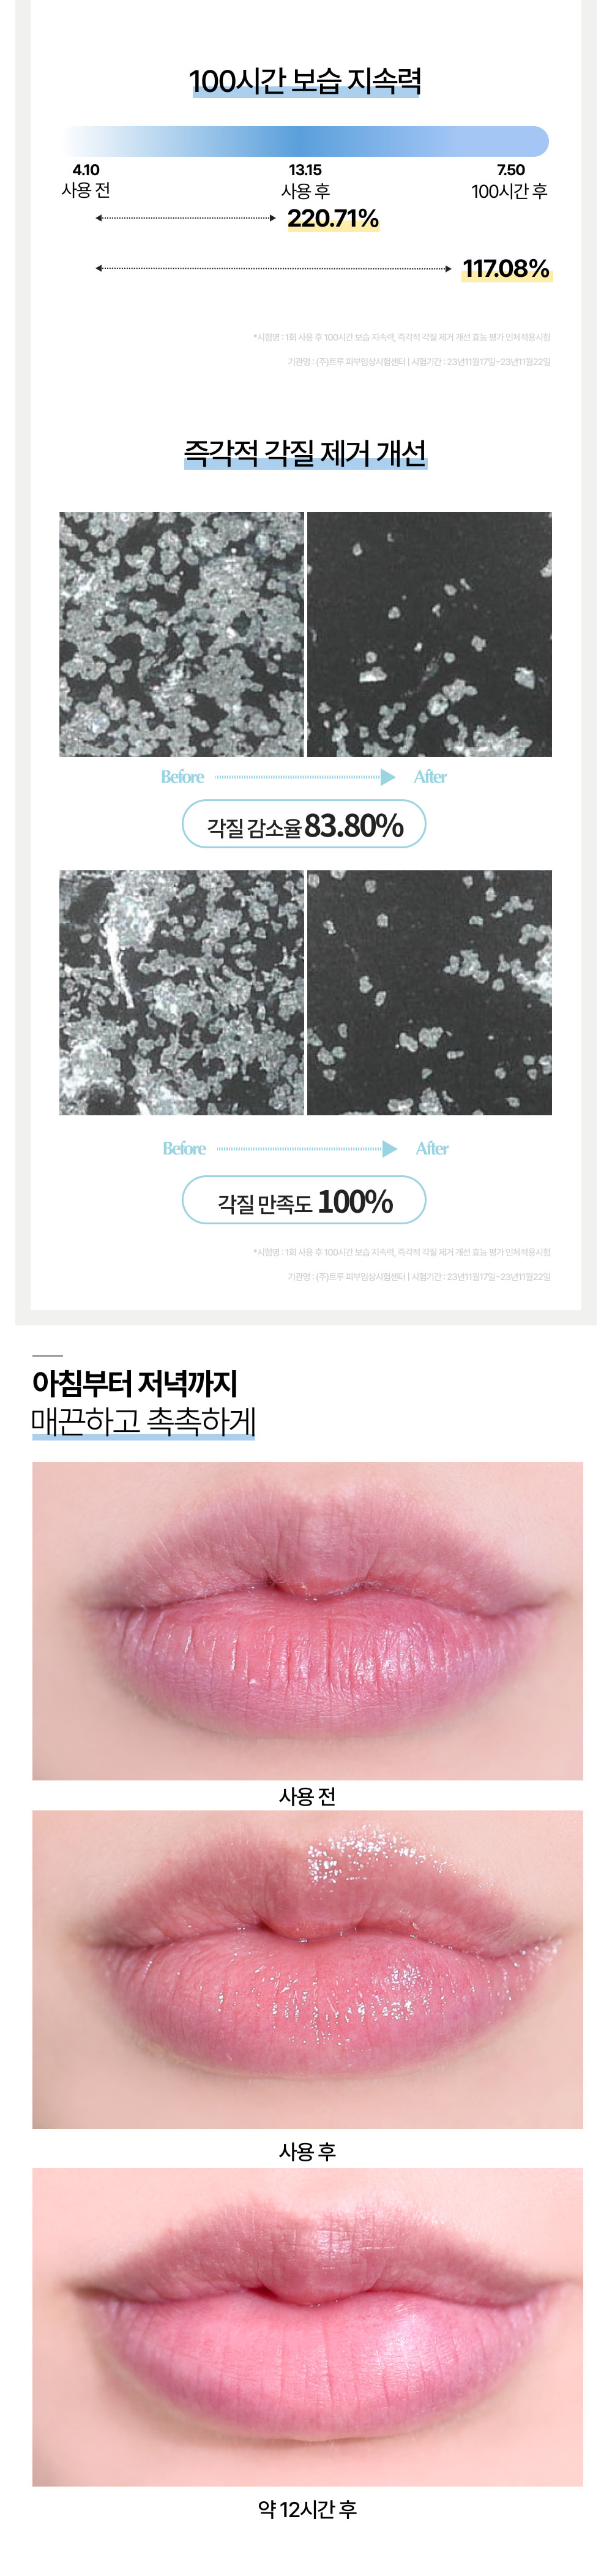 100시간 보습 지속력
4.10 13.15 7.50
사용 전 사용 후 100시간 후
220.71%
117.08%
*시험명 : 1회 사용 후 100시간 보습 지속력, 즉각적 각질 제거 개선 효능 평가 인체적용시험
기관명 : (주)트루 피부임상시험센터 | 시험기간 : 23년11월17일~23년11월22일
즉각적 각질 제거 개선
Before After
각질 감소율 83.80%
Before After
각질 만족도 100%
*시험명 : 1회 사용 후 100시간 보습 지속력, 즉각적 각질 제거 개선 효능 평가 인체적용시험
기관명 : (주)트루 피부임상시험센터 | 시험기간 : 23년11월17일~23년11월22일
아침부터 저녁까지
매끈하고 촉촉하게
사용 전
사용 후
약 12시간 후